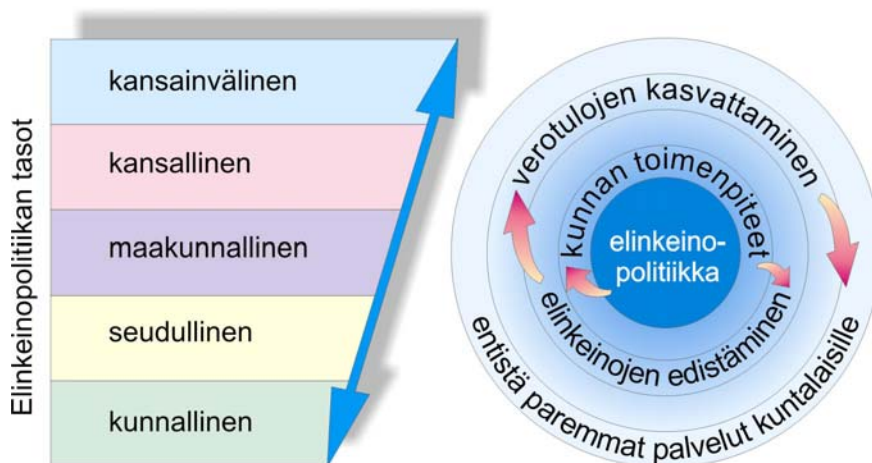 Elinkeinopolitiikan tasot
kansainvälinen
kansallinen
maakunnallinen
seudullinen
kunnallinen
verotulojen kasvattaminen
kunnan toimenpiteet
elinkeino-
politiikka
elinkeinojen edistäminen
entistä paremmat palvelut kuntalaisille